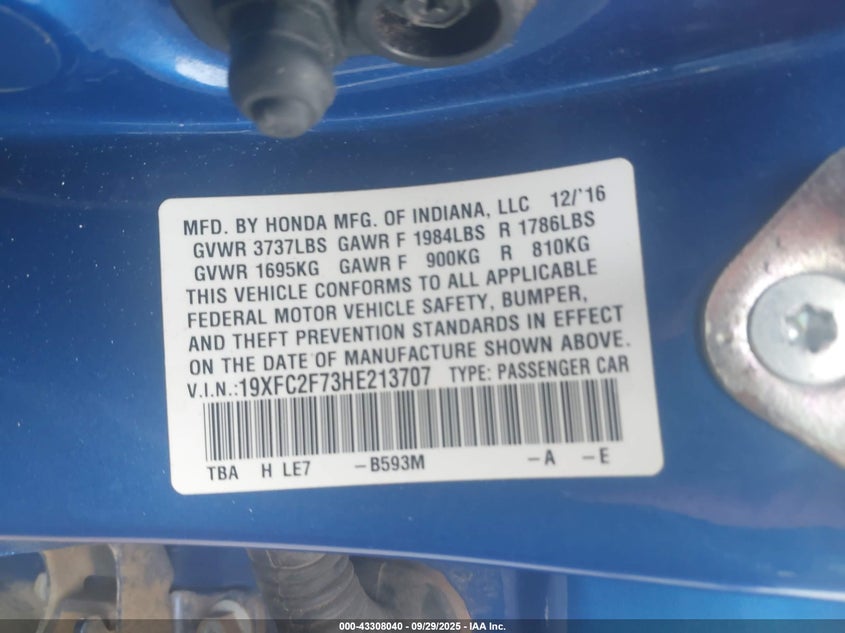 MFD. BY HONDA MFG. OF INDIANA, LLC 12/'16
GVWR 3737LBS GAWR F 1984LBS R 1786LBS
GVWR 1695KG GAWR F 900KG R 810KG
THIS VEHICLE CONFORMS TO ALL APPLICABLE
FEDERAL MOTOR VEHICLE SAFETY, BUMPER,
AND THEFT PREVENTION STANDARDS IN EFFECT
ON THE DATE OF MANUFACTURE SHOWN ABOVE.
V.I.N.:19XFC2F73HE213707 TYPE: PASSENGER CAR
TBA H LE7 -B593M -A -E
000-43308040 - 09/29/2025 - IAA Inc.